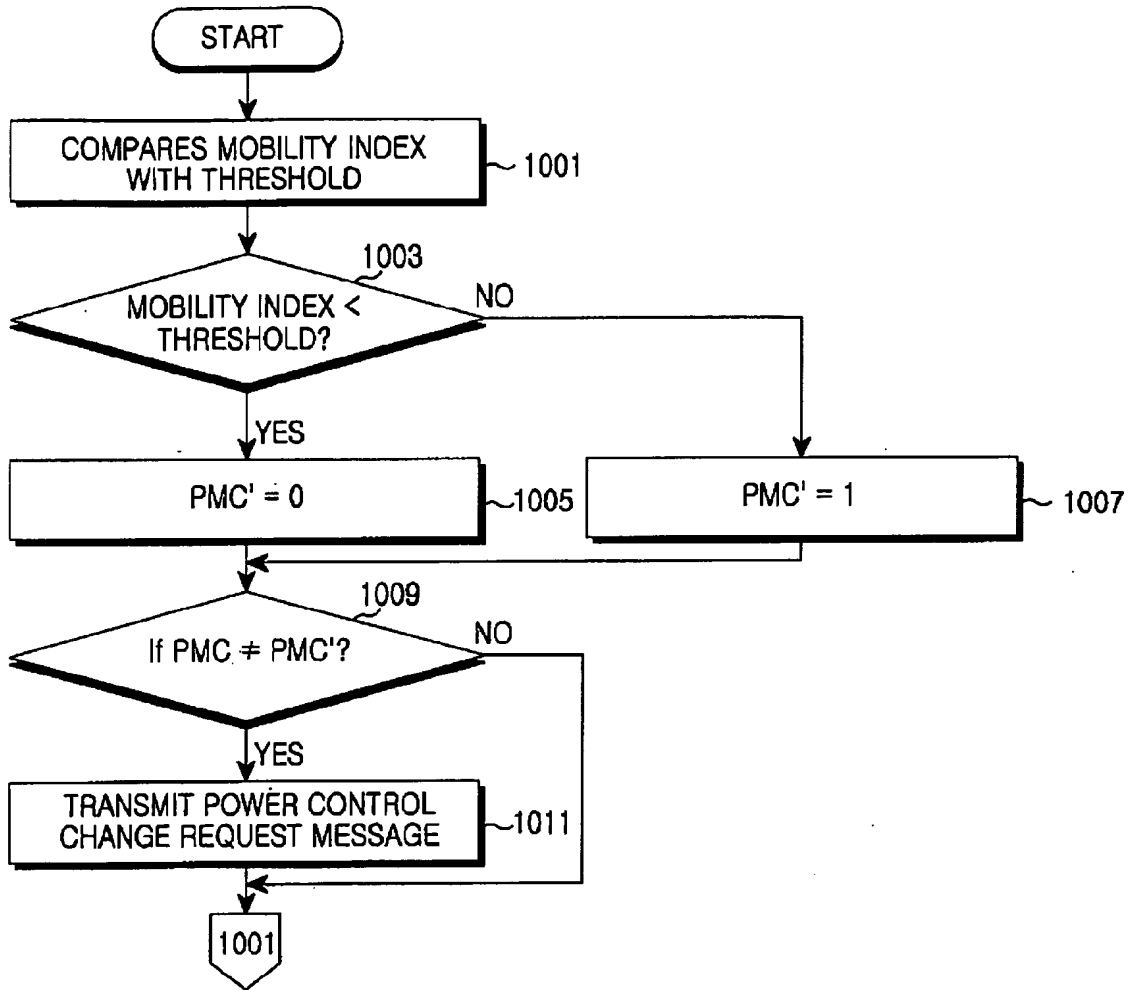 START
COMPARES MOBILITY INDEX
WITH THRESHOLD
1001
1003
MOBILITY INDEX <
THRESHOLD?
NO
YES
PMC' = 0
1005
PMC' = 1
1007
1009
If PMC ≠ PMC'?
NO
YES
TRANSMIT POWER CONTROL
CHANGE REQUEST MESSAGE
1011
1001